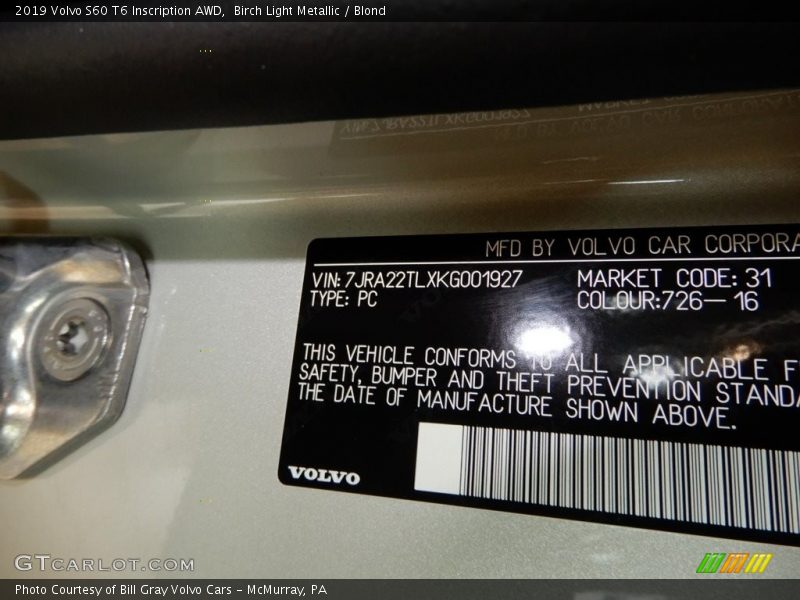 2019 Volvo S60 T6 Inscription AWD,  Birch Light Metallic / Blond
MFD BY VOLVO CAR CORPORA
VIN: 7JRA22TLXKG001927 MARKET CODE: 31
TYPE: PC COLOUR:726— 16
THIS VEHICLE CONFORMS TO ALL APPLICABLE F
SAFETY, BUMPER AND THEFT PREVENTION STANDA
THE DATE OF MANUFACTURE SHOWN ABOVE.
VOLVO
GTCARLOT.COM
Photo Courtesy of Bill Gray Volvo Cars – McMurray, PA